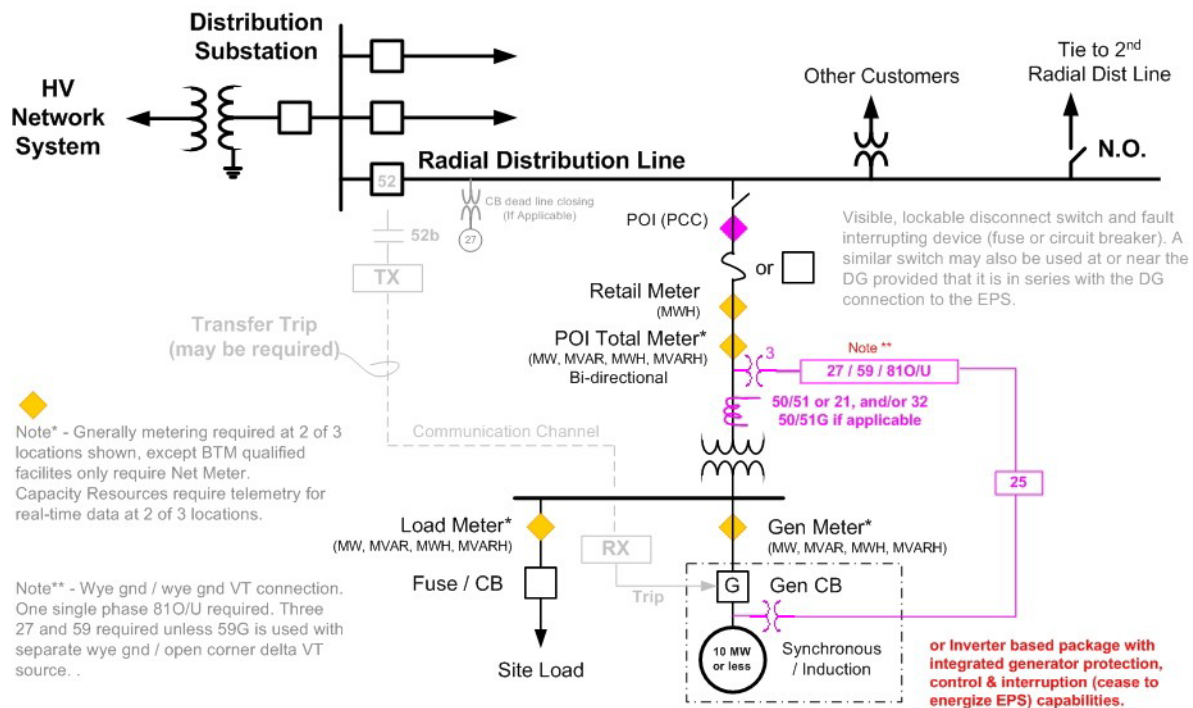 Distribution
Substation
HV
Network
System
Other Customers
Tie to 2nd
Radial Dist Line
N.O.
Radial Distribution Line
52
CB dead line closing
(If Applicable)
27
52b
TX
POI (PCC)
Visible, lockable disconnect switch and fault
interrupting device (fuse or circuit breaker). A
similar switch may also be used at or near the
DG provided that it is in series with the DG
connection to the EPS.
or
Retail Meter
(MWH)
Transfer Trip
(may be required)
POI Total Meter*
(MW, MVAR, MWH, MVARH)
Bi-directional
3
Note **
27 / 59 / 81O/U
50/51 or 21, and/or 32
50/51G if applicable
Note* - Gnerally metering required at 2 of 3
locations shown, except BTM qualified
facilites only require Net Meter.
Capacity Resources require telemetry for
real-time data at 2 of 3 locations.
Communication Channel
25
Load Meter*
(MW, MVAR, MWH, MVARH)
Gen Meter*
(MW, MVAR, MWH, MVARH)
RX
Fuse / CB
Trip
G
Gen CB
Note** - Wye gnd / wye gnd VT connection.
One single phase 81O/U required. Three
27 and 59 required unless 59G is used with
separate wye gnd / open corner delta VT
source. .
Site Load
10 MW
or less
Synchronous
/ Induction
or Inverter based package with
integrated generator protection,
control & interruption (cease to
energize EPS) capabilities.